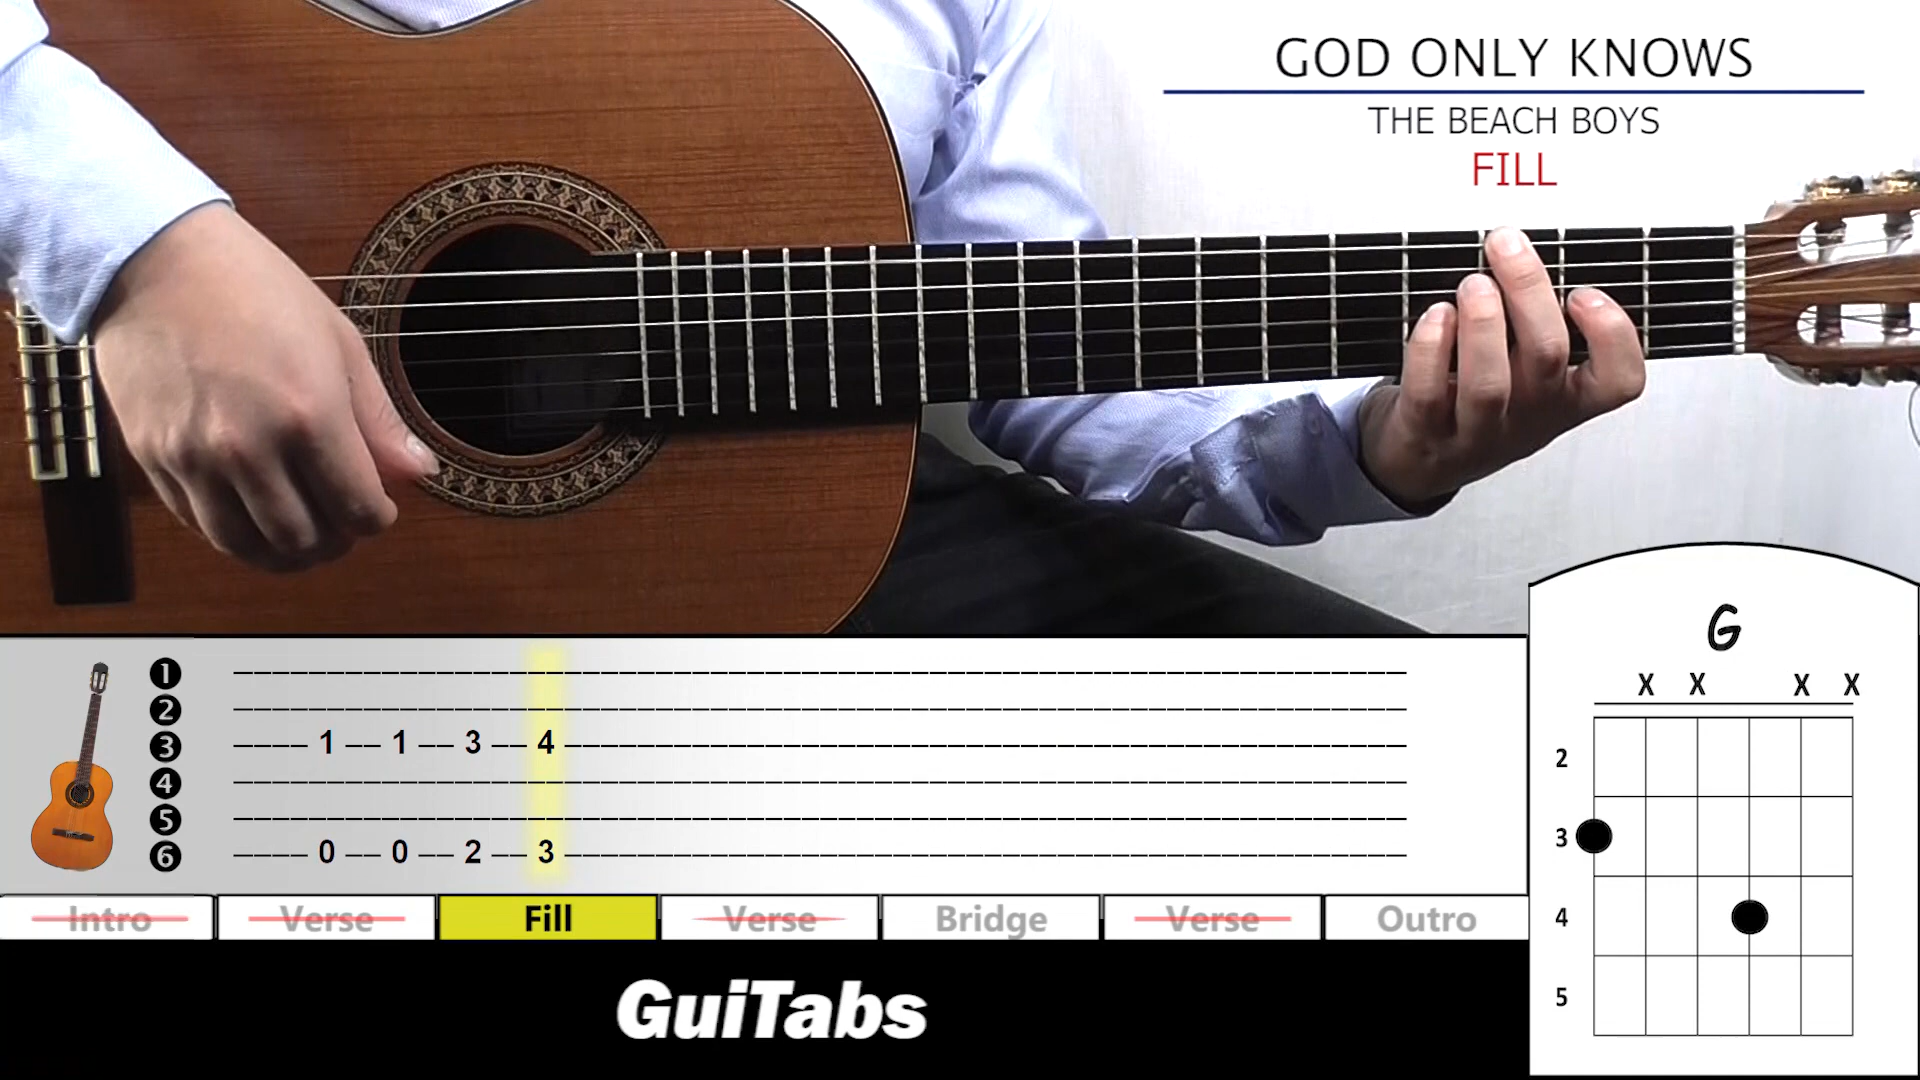 GOD ONLY KNOWS
THE BEACH BOYS
FILL
G
X X X X
2
3
4
5
1
2
3 1 1 3 4
4
5
6 0 0 2 3
Intro Verse Fill Verse Bridge Verse Outro
GuiTabs